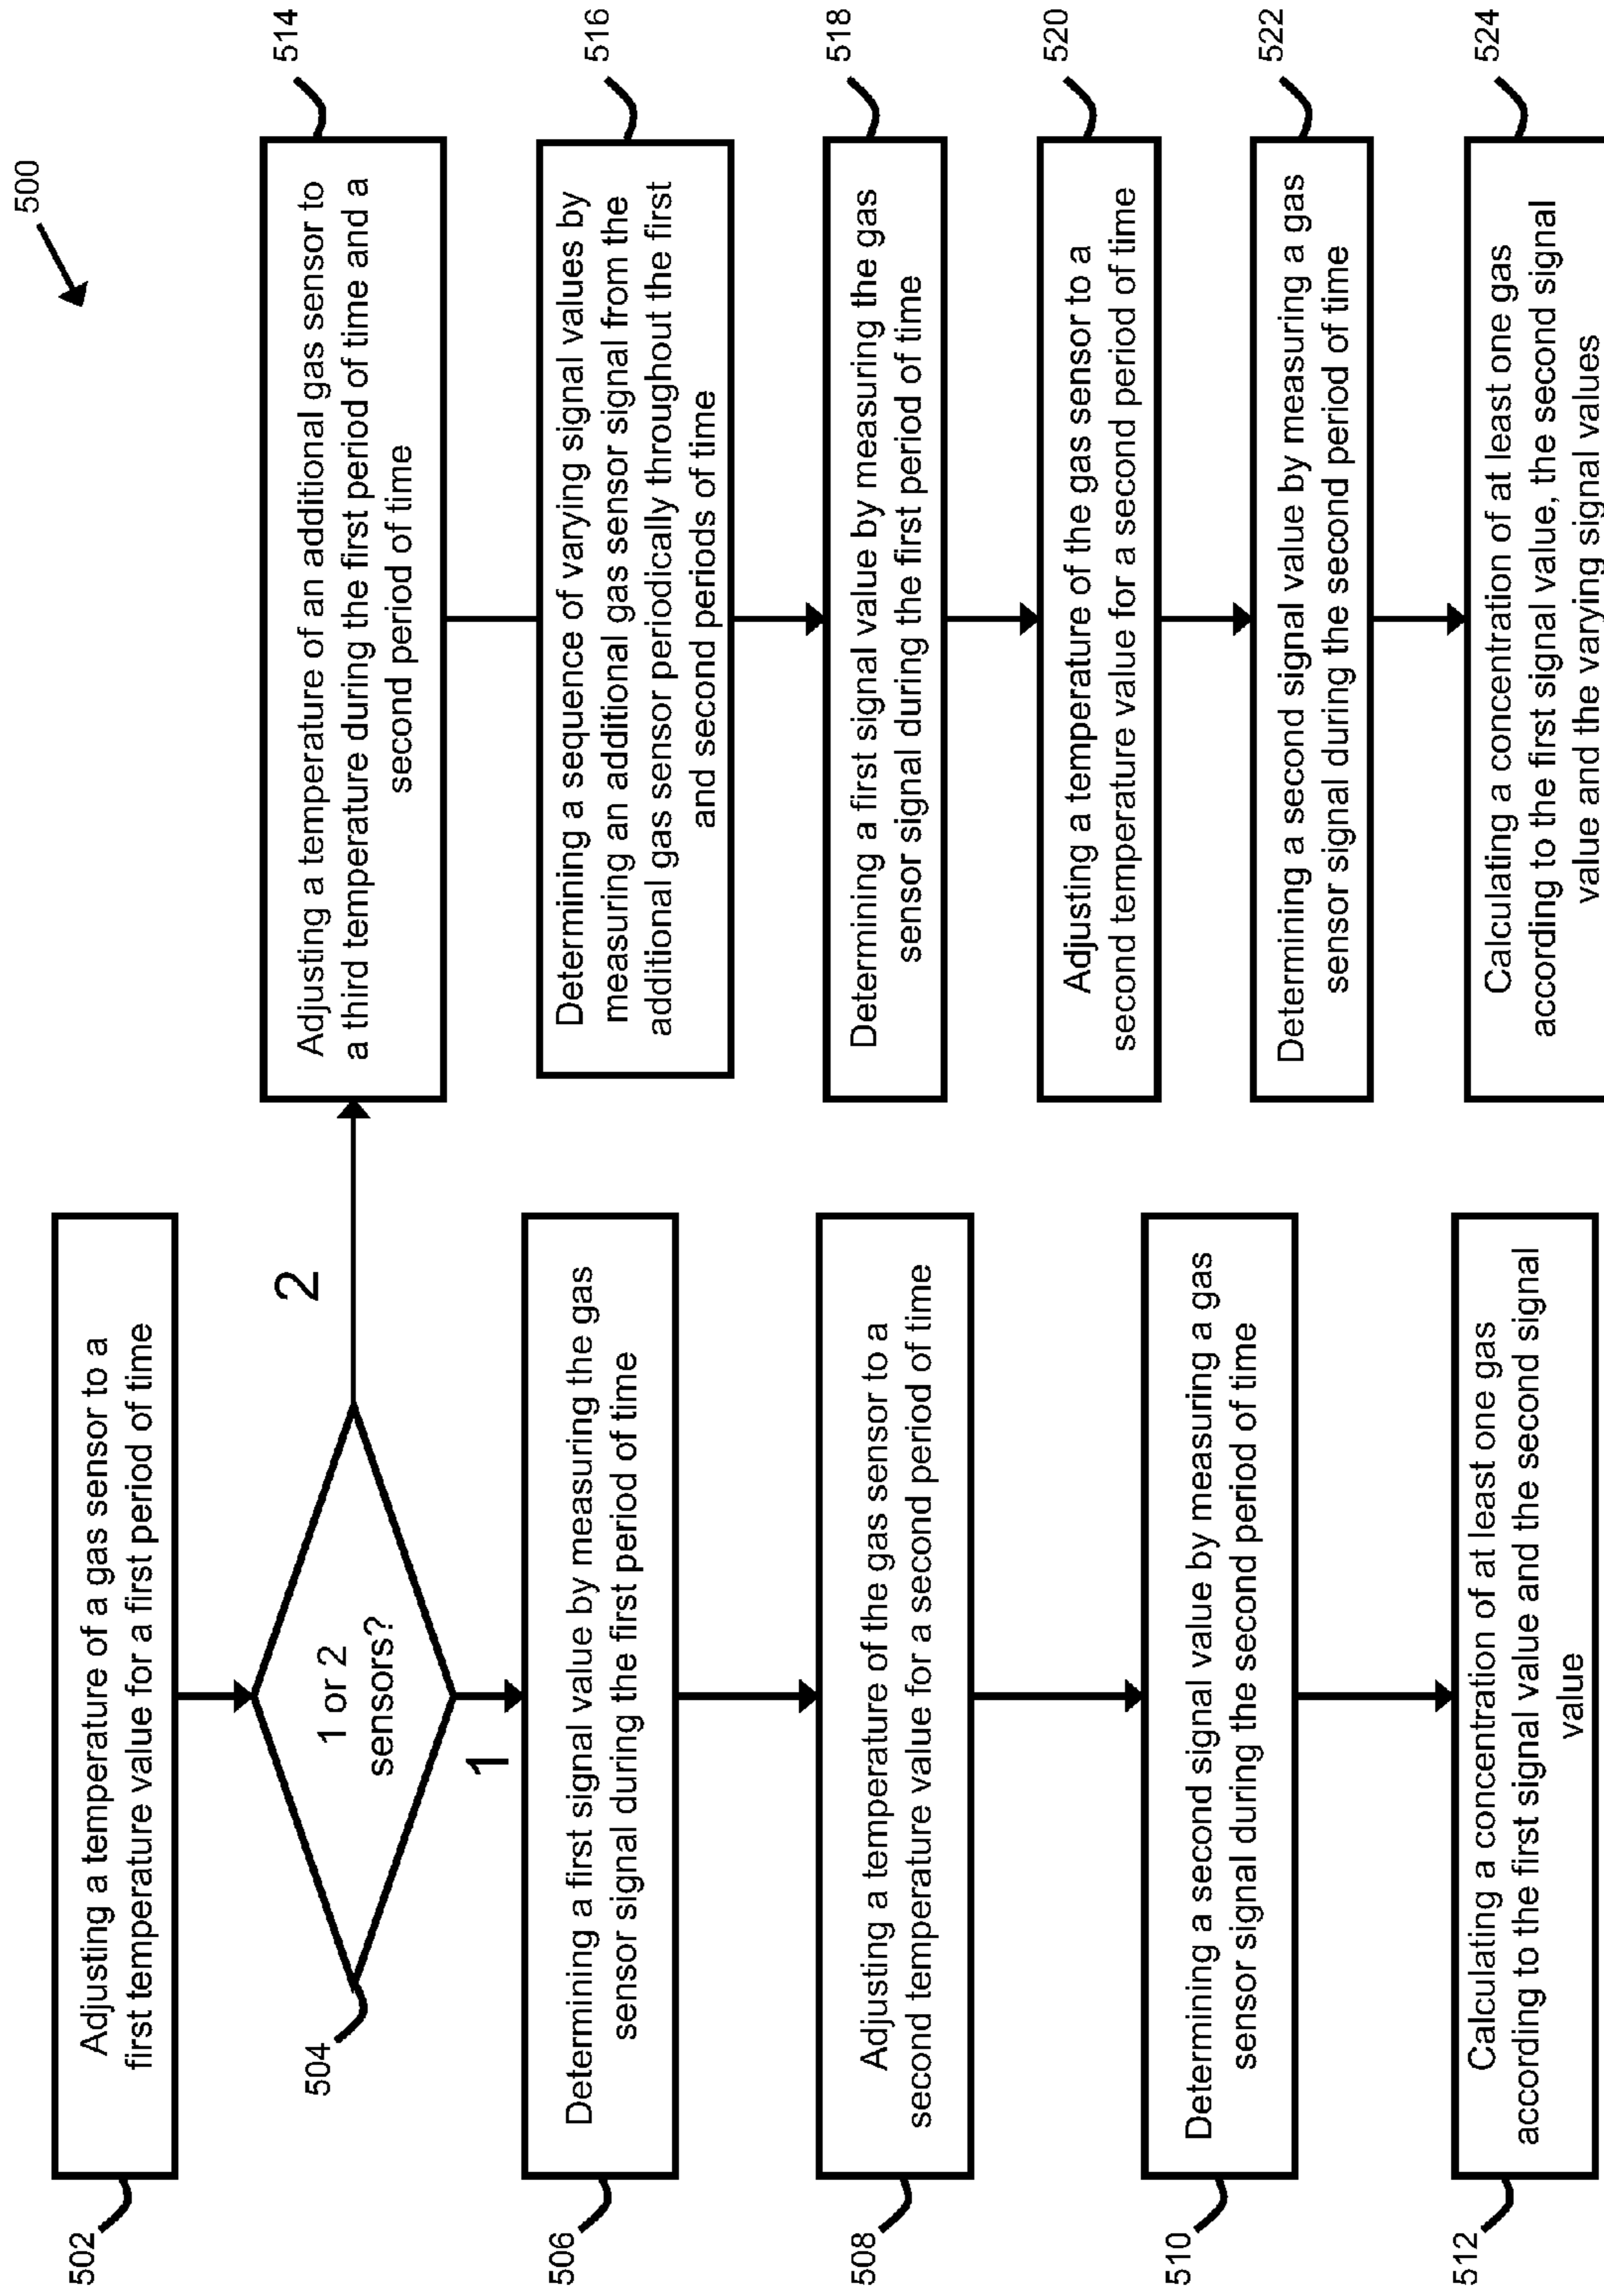 500
502
Adjusting a temperature of a gas sensor to a
first temperature value for a first period of time
504
1 or 2
sensors?
1
2
506
Determining a first signal value by measuring the gas
sensor signal during the first period of time
508
Adjusting a temperature of the gas sensor to a
second temperature value for a second period of time
510
Determining a second signal value by measuring a gas
sensor signal during the second period of time
512
Calculating a concentration of at least one gas
according to the first signal value and the second signal
value
514
Adjusting a temperature of an additional gas sensor to
a third temperature during the first period of time and a
second period of time
516
Determining a sequence of varying signal values by
measuring an additional gas sensor signal from the
additional gas sensor periodically throughout the first
and second periods of time
518
Determining a first signal value by measuring the gas
sensor signal during the first period of time
520
Adjusting a temperature of the gas sensor to a
second temperature value for a second period of time
522
Determining a second signal value by measuring a gas
sensor signal during the second period of time
524
Calculating a concentration of at least one gas
according to the first signal value, the second signal
value and the varying signal values